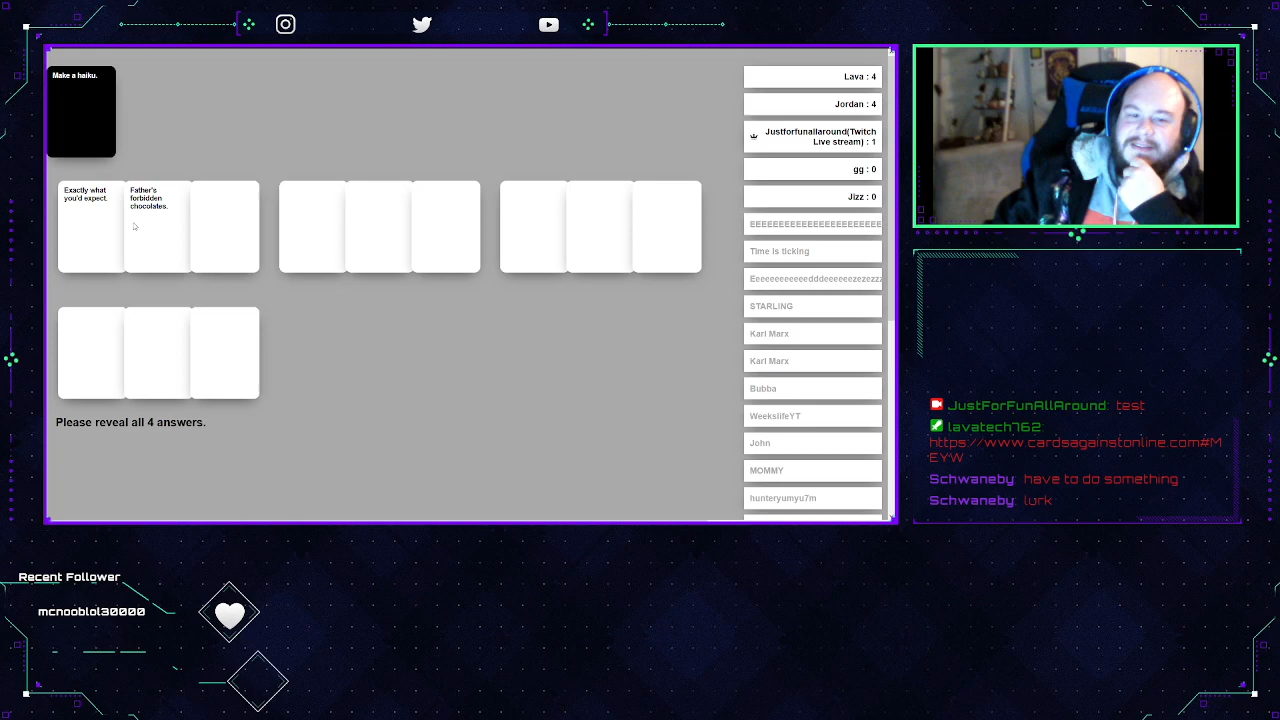 Make a haiku.
Exactly what
you'd expect.
Father's
forbidden
chocolates.
Please reveal all 4 answers.
Lava : 4
Jordan : 4
Justforfunallaround(Twitch
Live stream) : 1
gg : 0
Jizz : 0
EEEEEEEEEEEEEEEEEEEEEEEE
Time is ticking
Eeeeeeeeeeedddeeeeeezezezzz
STARLING
Karl Marx
Karl Marx
Bubba
WeekslifeYT
John
MOMMY
hunteryumyu7m
JustForFunAllAround: test
lavatech762:
https://www.cardsagainstonline.com#M
EYW
Schwaneby: have to do something
Schwaneby: lurk
Recent Follower
mcnooblol30000